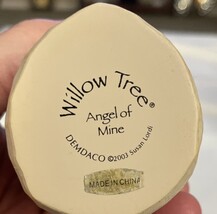 Willow Tree®
Angel of
Mine
DEMDACO ©2003 Susan Lordi
MADE IN CHINA